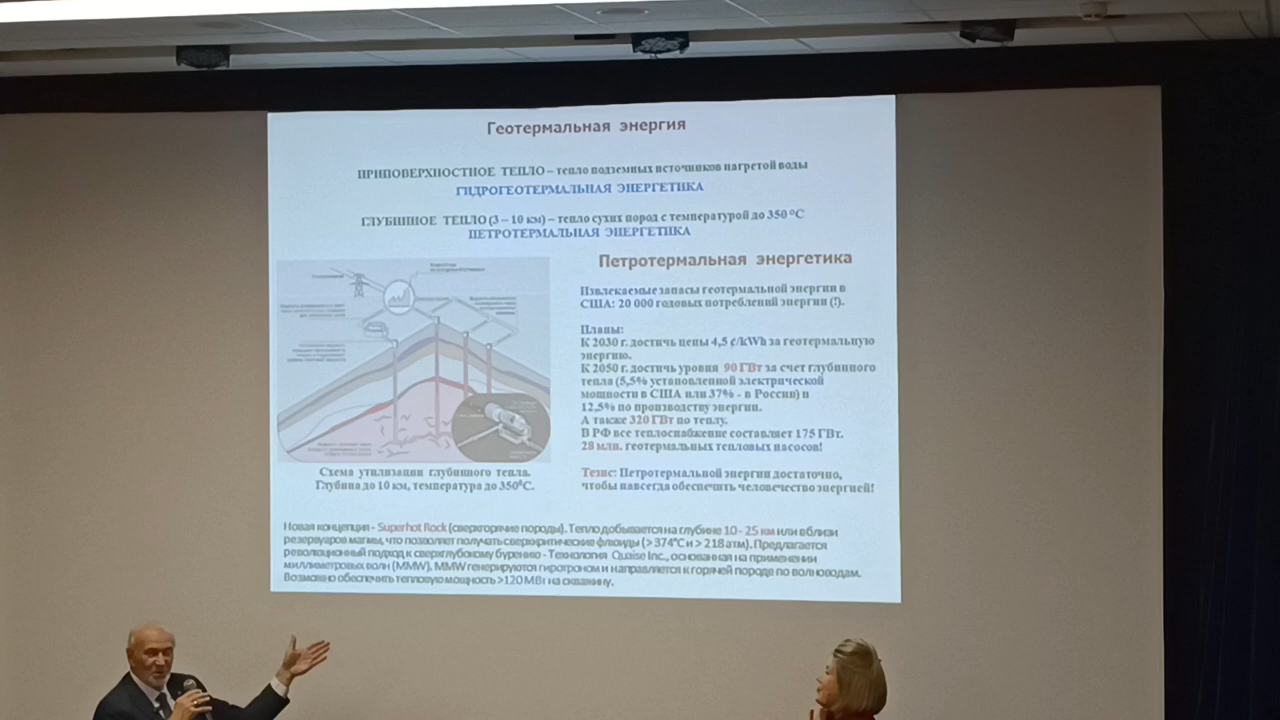 Геотермальная энергия
ПРИПОВЕРХНОСТНОЕ ТЕПЛО – тепло подземных источников нагретой воды
ГИДРОГЕОТЕРМАЛЬНАЯ ЭНЕРГЕТИКА
ГЛУБИННОЕ ТЕПЛО (3 – 10 км) – тепло сухих пород с температурой до 350 °С
ПЕТРОТЕРМАЛЬНАЯ ЭНЕРГЕТИКА
Схема утилизации глубинного тепла.
Глубина до 10 км, температура до 350°С.
Петротермальная энергетика
Извлекаемые запасы геотермальной энергии в
США: 20 000 годовых потреблений энергии (!).
Планы:
К 2030 г. достичь цены 4,5 ¢/kWh за геотермальную
энергию.
К 2050 г. достичь уровня 90 ГВт за счет глубинного
тепла (5,5% установленной электрической
мощности в США или 37% - в России) и
12,5% по производству энергии.
А также 320 ГВт по теплу.
В РФ все теплоснабжение составляет 175 ГВт.
28 млн. геотермальных тепловых насосов!
Тезис: Петротермальной энергии достаточно,
чтобы навсегда обеспечить человечество энергией!
Новая концепция - Superhot Rock (сверхгорячие породы). Тепло добывается на глубине 10 - 25 км или вблизи
резервуаров магмы, что позволяет получать сверхкритические флюиды (> 374°С и > 218 атм). Предлагается
революционный подход к сверхглубокому бурению - Технология Quaise Inc., основанная на применении
миллиметровых волн (MMW). MMW генерируются гиротроном и направляется к горячей породе по волноводам.
Возможно обеспечить тепловую мощность >120 МВт на скважину.